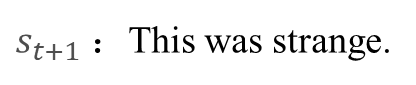 s_{t+1}： This was strange.